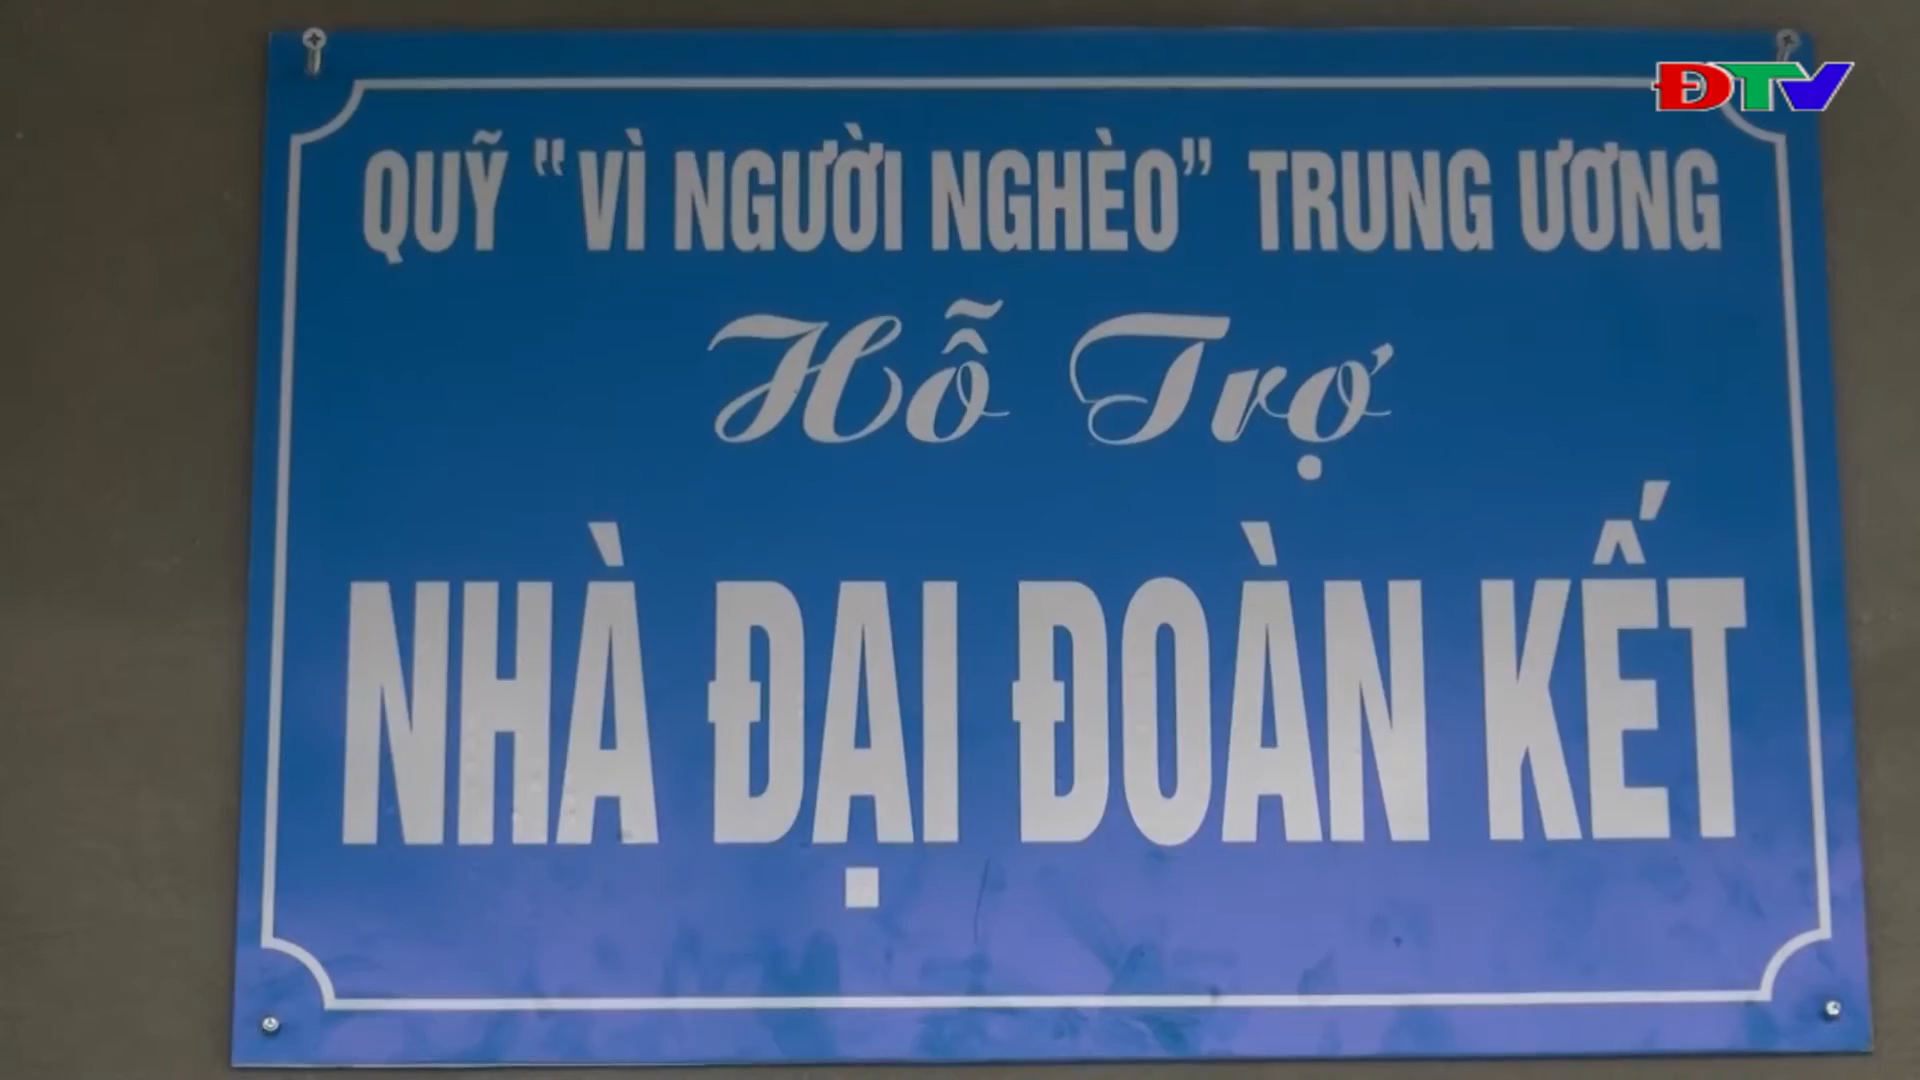 ĐTV
QUỸ "VÌ NGƯỜI NGHÈO" TRUNG ƯƠNG
Hỗ Trợ
NHÀ ĐẠI ĐOÀN KẾT